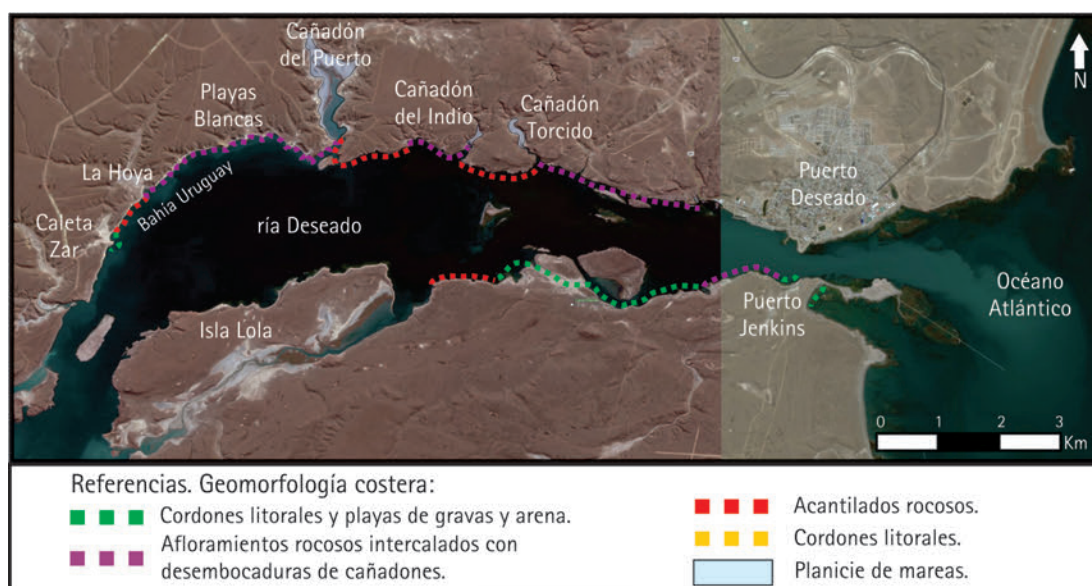 Cañadón
del Puerto
Playas
Blancas
Cañadón
del Indio
Cañadón
Torcido
N
La Hoya
Bahía Uruguay
Caleta
Zar
ría Deseado
Puerto
Deseado
Océano
Atlántico
Isla Lola
Puerto
Jenkins
0 1 2 3
Km
Referencias. Geomorfología costera:
Cordones litorales y playas de gravas y arena.
Afloramientos rocosos intercalados con
desembocaduras de cañadones.
Acantilados rocosos.
Cordones litorales.
Planicie de mareas.